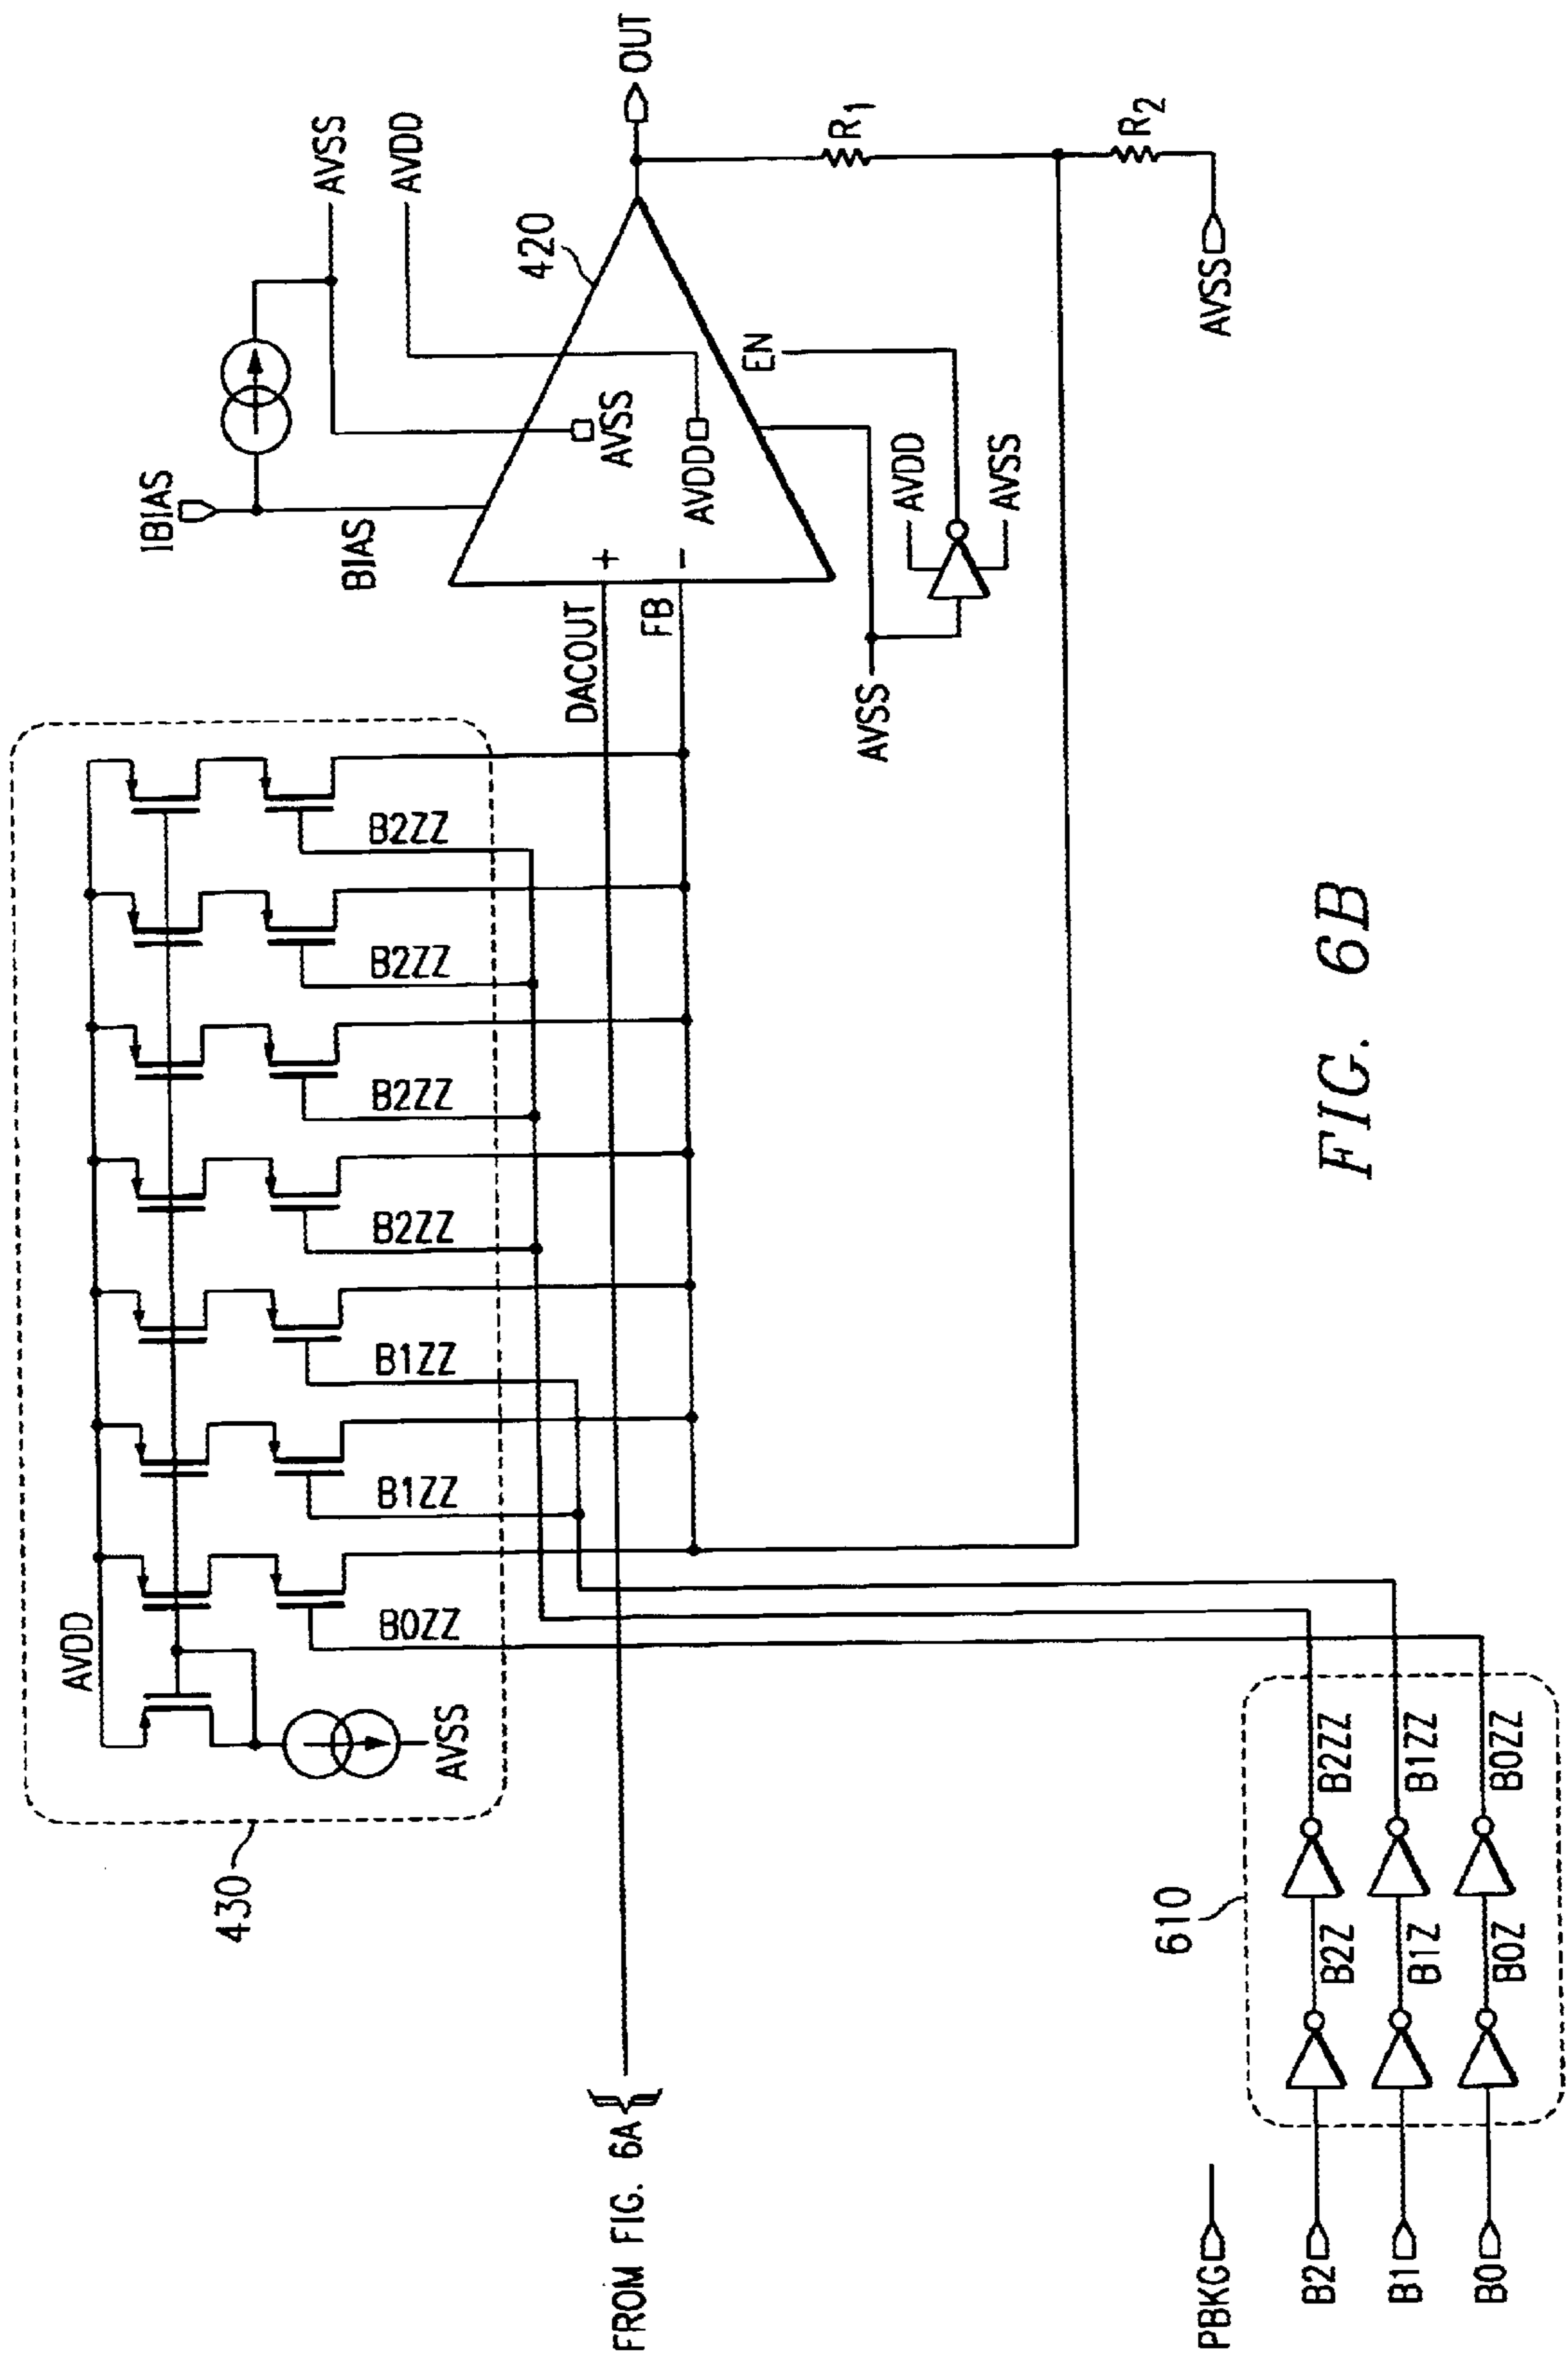 IBIAS
AVSS
AVDD
OUT
BIAS
420
AVSS
AVDD
EN
+
−
DACOUT
FB
AVDD
AVSS
AVSS
R1
R2
AVSS
AVDD
B0ZZ
B1ZZ
B1ZZ
B2ZZ
B2ZZ
B2ZZ
B2ZZ
AVSS
430
FROM FIG. 6A
610
PBKG
B2
B2Z
B2ZZ
B1
B1Z
B1ZZ
B0
B0Z
B0ZZ
FIG. 6B